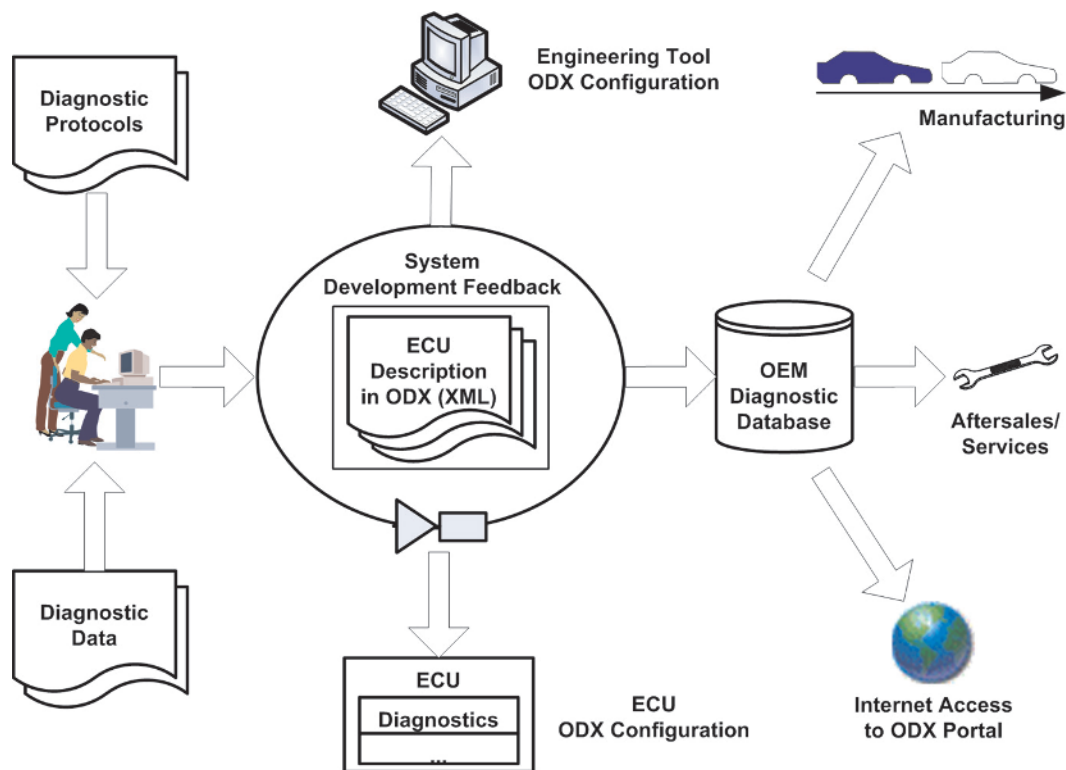 Diagnostic
Protocols
Engineering Tool
ODX Configuration
Manufacturing
System
Development Feedback
ECU
Description
in ODX (XML)
OEM
Diagnostic
Database
Aftersales/
Services
Diagnostic
Data
ECU
Diagnostics
...
ECU
ODX Configuration
Internet Access
to ODX Portal